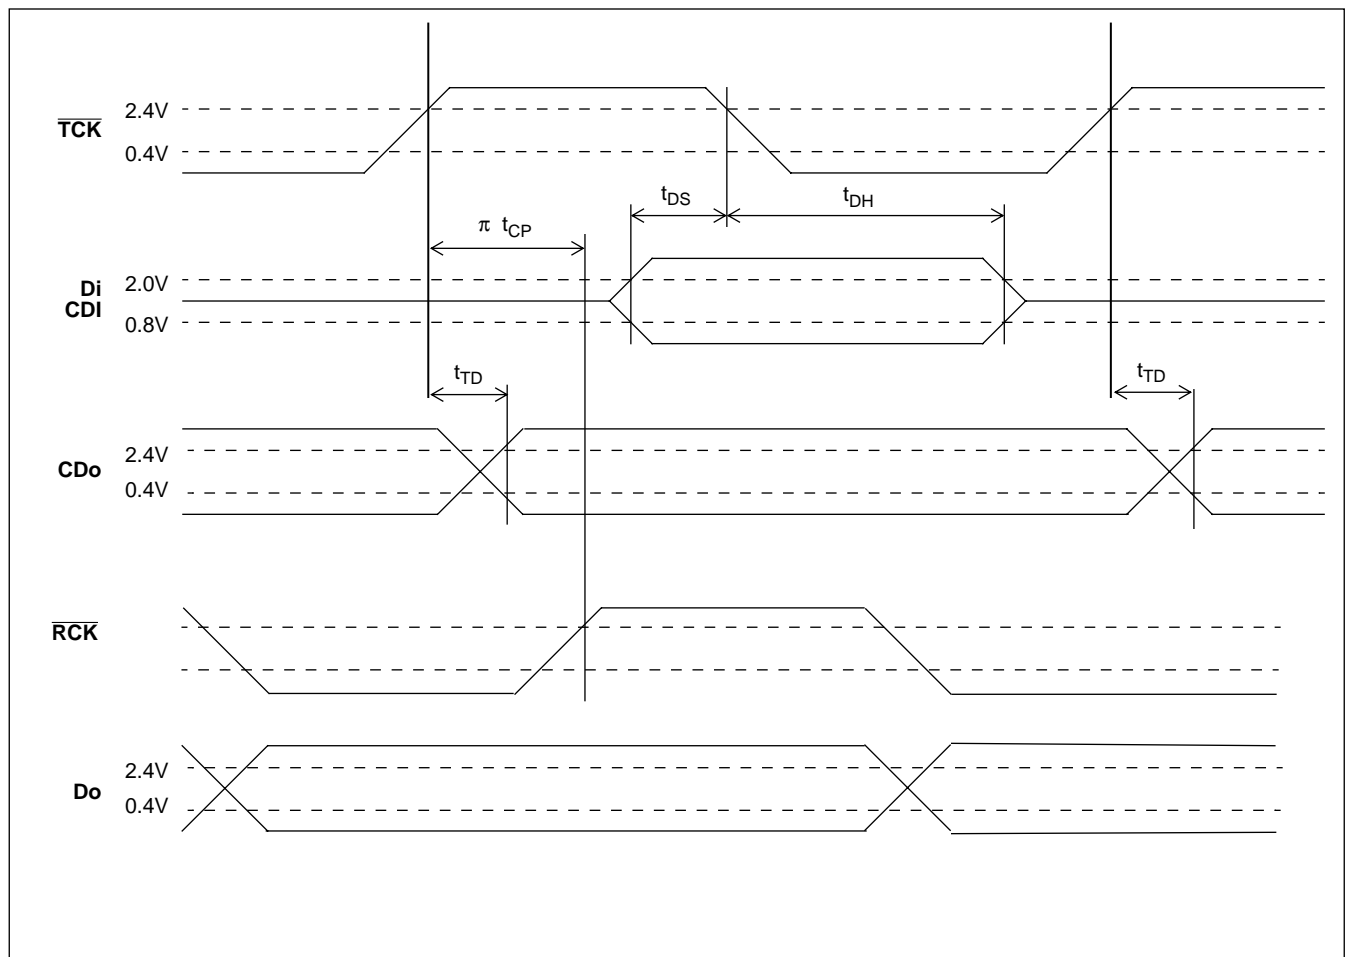 2.4V
TCK
0.4V
tDS
tDH
π tCP
Di
2.0V
CDI
0.8V
tTD
tTD
2.4V
CDo
0.4V
RCK
2.4V
Do
0.4V